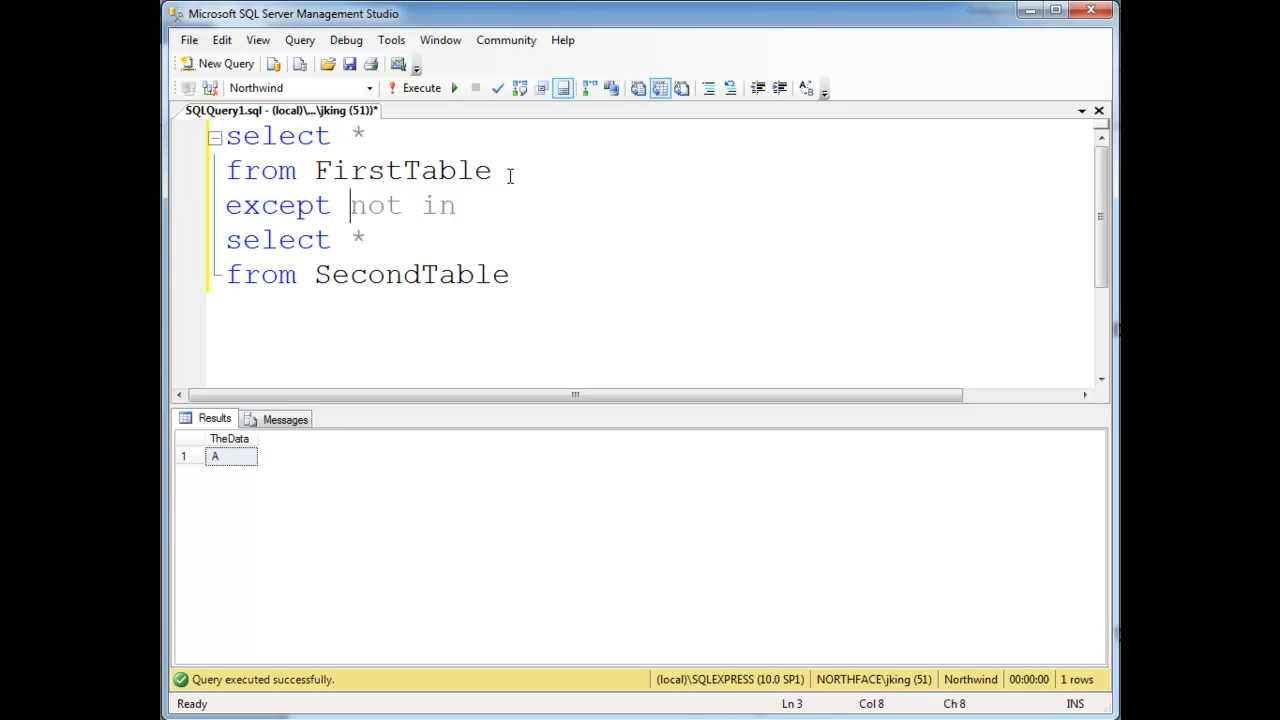 Microsoft SQL Server Management Studio
File Edit View Query Debug Tools Window Community Help
New Query
Northwind Execute
SQLQuery1.sql - (local)\...\jking (51))*
select *
from FirstTable
except not in
select *
from SecondTable
Results Messages
TheData
1 A
Query executed successfully. (local)\SQLEXPRESS (10.0 SP1) NORTHFACE\jking (51) Northwind 00:00:00 1 rows
Ready Ln 3 Col 8 Ch 8 INS